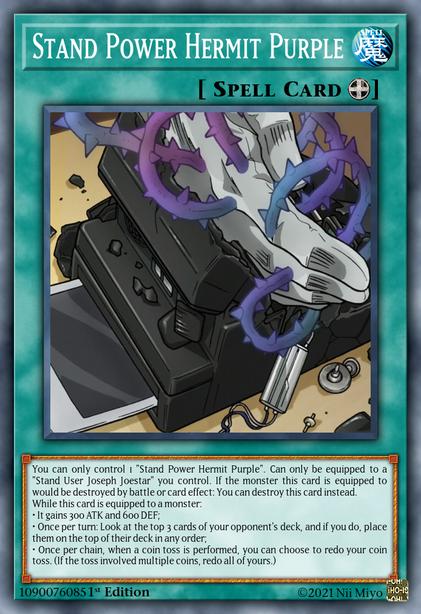 STAND POWER HERMIT PURPLE
SPELL
魔
[ SPELL CARD ]
You can only control 1 "Stand Power Hermit Purple". Can only be equipped to a
"Stand User Joseph Joestar" you control. If the monster this card is equipped to
would be destroyed by battle or card effect: You can destroy this card instead.
While this card is equipped to a monster:
• It gains 300 ATK and 600 DEF;
• Once per turn: Look at the top 3 cards of your opponent's deck, and if you do, place
them on the top of their deck in any order;
• Once per chain, when a coin toss is performed, you can choose to redo your coin
toss. (If the toss involved multiple coins, redo all of yours.)
1090076085 1st Edition
©2021 Nii Miyo